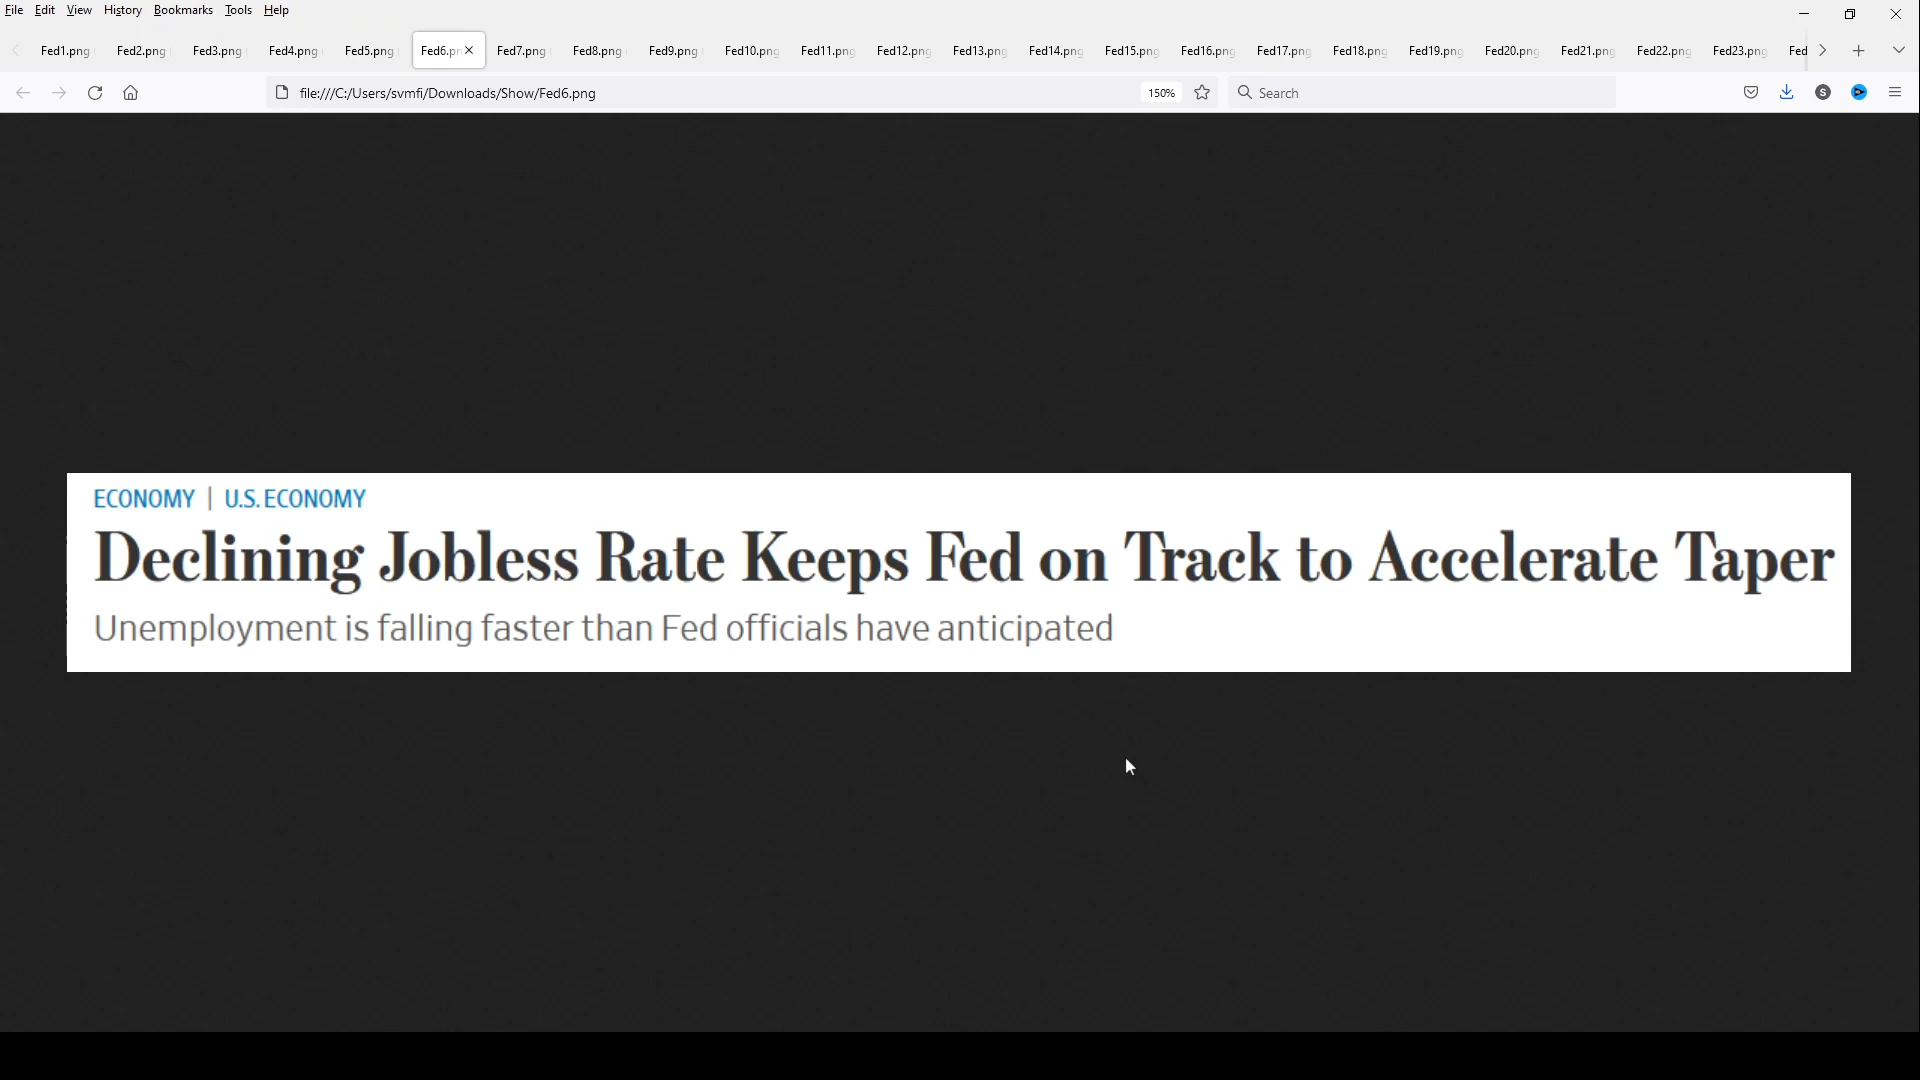 File Edit View History Bookmarks Tools Help
Fed1.png Fed2.png Fed3.png Fed4.png Fed5.png Fed6.pn Fed7.png Fed8.png Fed9.png Fed10.png Fed11.png Fed12.png Fed13.png Fed14.png Fed15.png Fed16.png Fed17.png Fed18.png Fed19.png Fed20.png Fed21.png Fed22.png Fed23.png Fed
file:///C:/Users/svmfi/Downloads/Show/Fed6.png 150% Search S
ECONOMY | U.S. ECONOMY
Declining Jobless Rate Keeps Fed on Track to Accelerate Taper
Unemployment is falling faster than Fed officials have anticipated